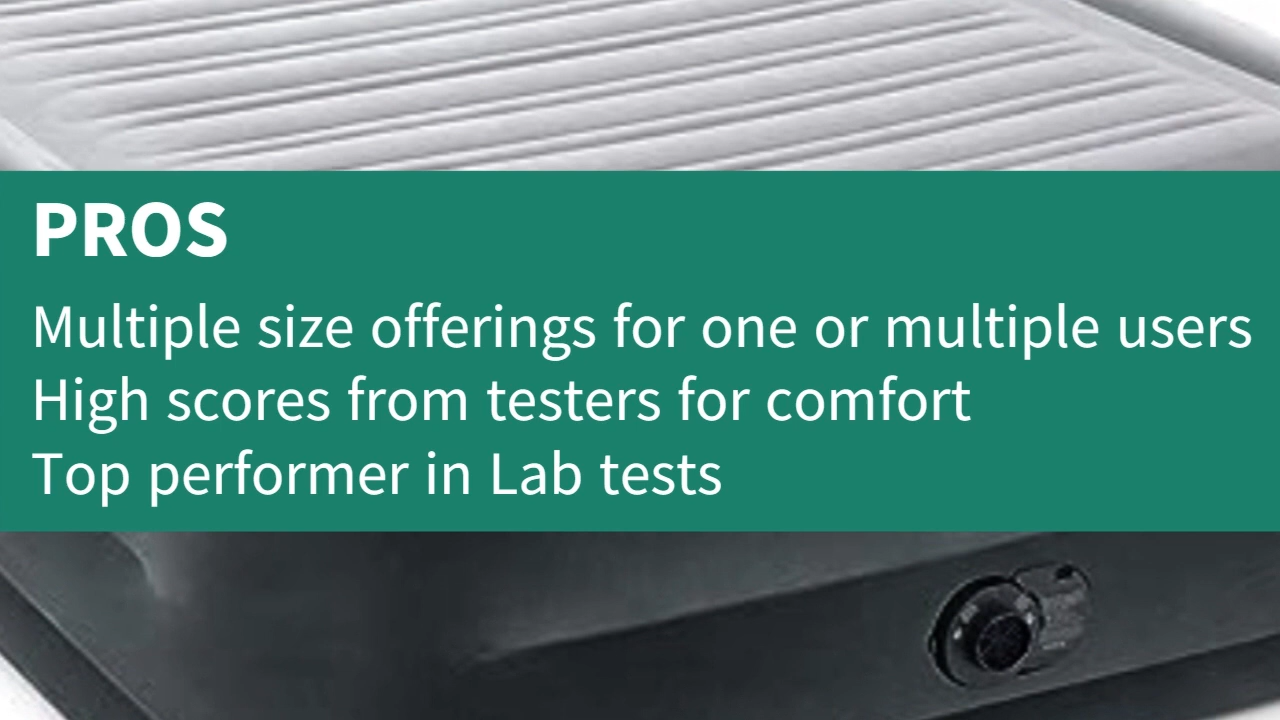 PROS
Multiple size offerings for one or multiple users
High scores from testers for comfort
Top performer in Lab tests